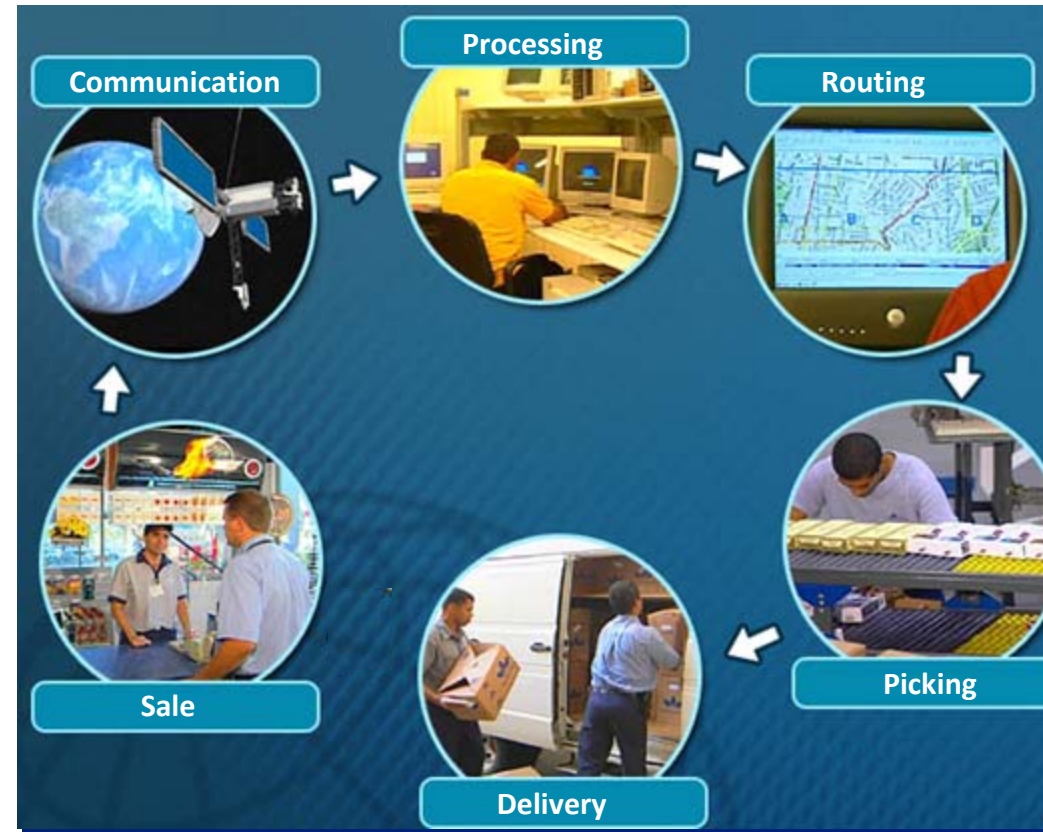 Communication
Processing
Routing
Sale
Delivery
Picking
A
B
C
D